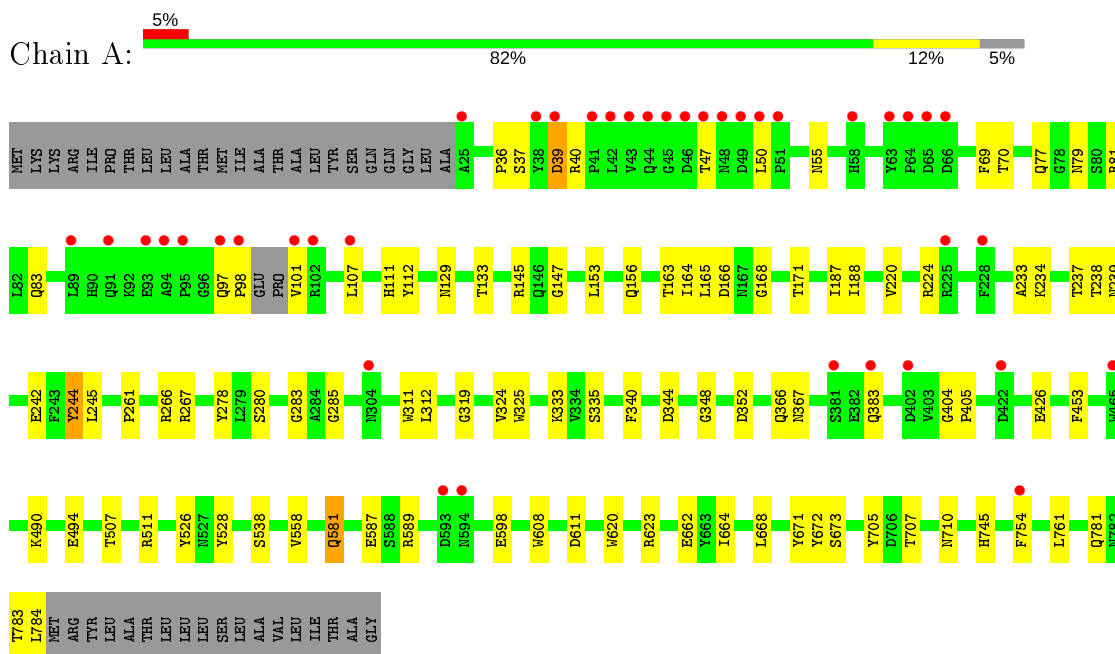 5%
Chain A:
82% 12% 5%
MET LYS LYS ARG ILE PRO THR LEU LEU ALA THR MET ILE ALA THR ALA LEU TYR SER GLN GLN GLY LEU ALA A25 P36 S37 Y38 D39 R40 P41 L42 V43 Q44 G45 D46 T47 N48 D49 L50 P51 N55 H58 Y63 P64 D65 D66 F69 T70 Q77 G78 N79 S80 R81
L82 Q83 L89 H90 Q91 K92 E93 A94 P95 G96 Q97 P98 GLU PRO V101 R102 L107 H111 Y112 N129 T133 R145 Q146 G147 L153 Q156 T163 I164 L165 D166 N167 G168 T171 I187 I188 V220 R224 R225 F228 A233 K234 T237 T238 N239
E242 F243 Y244 L245 P261 R266 R267 Y278 L279 S280 G283 A284 G285 N304 W311 L312 G319 V324 W325 K333 V334 S335 F340 D344 G348 D352 Q366 N367 S381 E382 Q383 D402 V403 G404 P405 D422 E426 F453 W465
K490 E494 T507 R511 Y526 N527 Y528 S538 V558 Q581 E587 S588 R589 D593 N594 E598 W608 D611 W620 R623 E662 Y663 I664 L668 Y671 Y672 S673 Y705 D706 T707 N710 H745 F754 L761 Q781 N782
T783 L784 MET ARG TYR LEU ALA THR LEU LEU LEU SER LEU ALA VAL LEU ILE THR ALA GLY